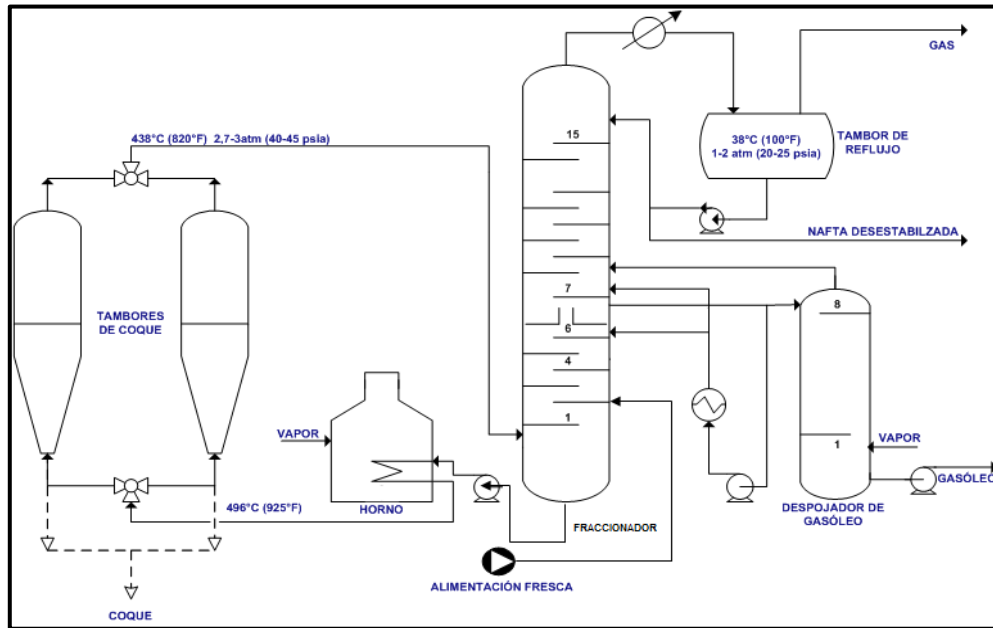 GAS
438°C (820°F) 2,7-3atm (40-45 psia)
15
38°C (100°F)
1-2 atm (20-25 psia)
TAMBOR DE
REFLUJO
NAFTA DESESTABILZADA
TAMBORES
DE COQUE
7
8
6
4
1
VAPOR
1
VAPOR
496°C (925°F)
HORNO
FRACCIONADOR
GASÓLEO
DESPOJADOR DE
GASÓLEO
ALIMENTACIÓN FRESCA
COQUE